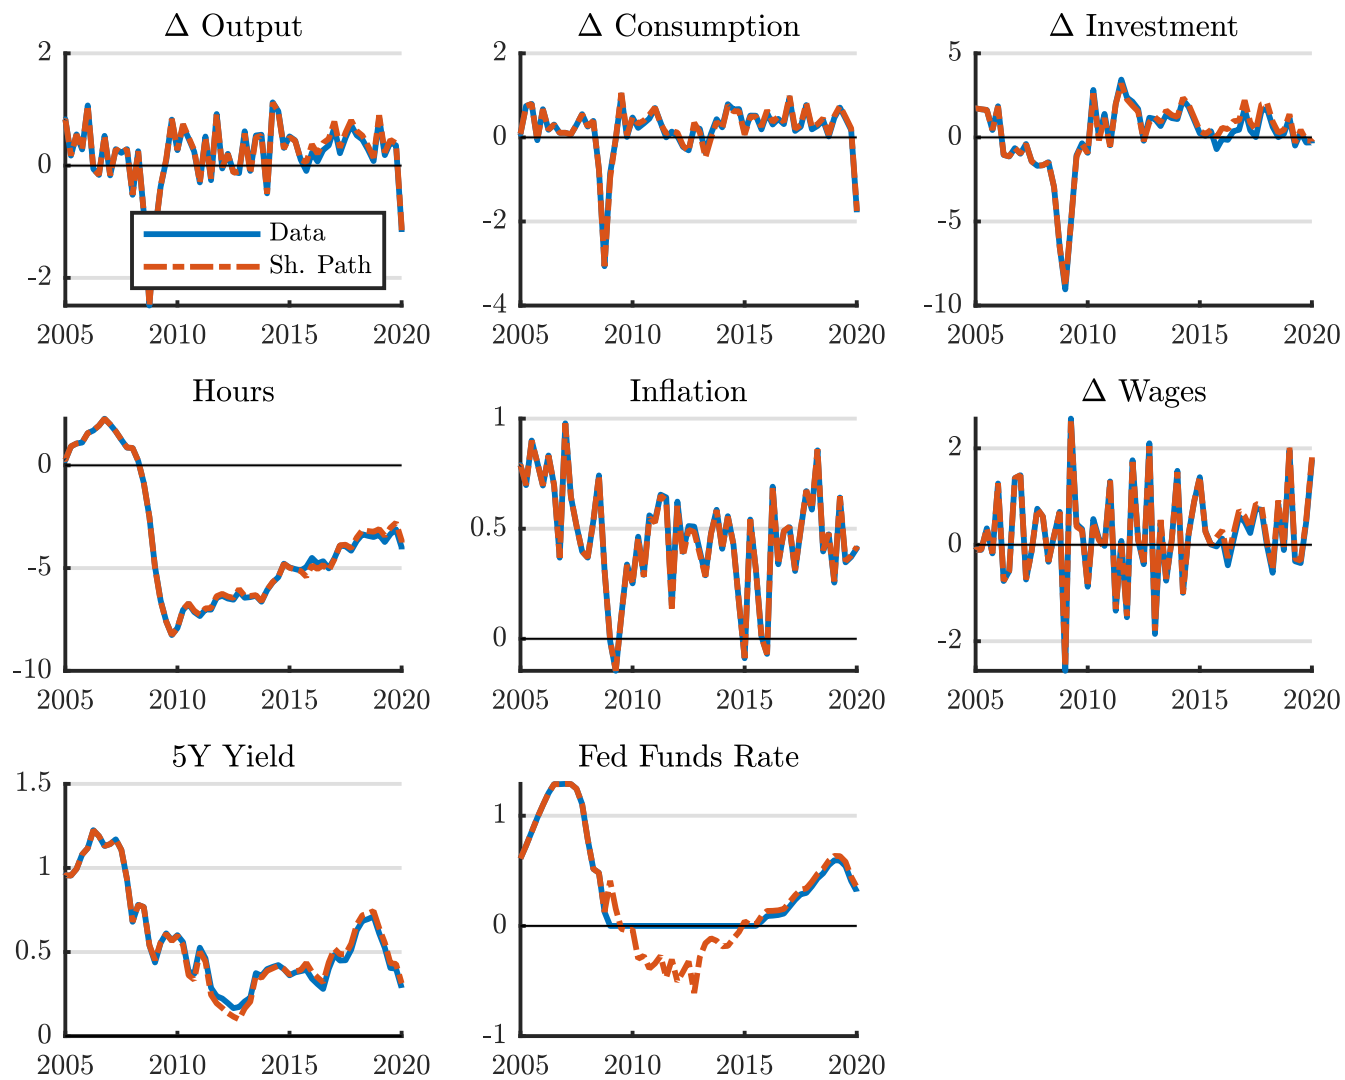 Δ Output
2
0
-2
Data
Sh. Path
2005 2010 2015 2020
Δ Consumption
2
0
-2
-4
2005 2010 2015 2020
Δ Investment
5
0
-5
-10
2005 2010 2015 2020
Hours
0
-5
-10
2005 2010 2015 2020
Inflation
1
0.5
0
2005 2010 2015 2020
Δ Wages
2
0
-2
2005 2010 2015 2020
5Y Yield
1.5
1
0.5
0
2005 2010 2015 2020
Fed Funds Rate
1
0
-1
2005 2010 2015 2020